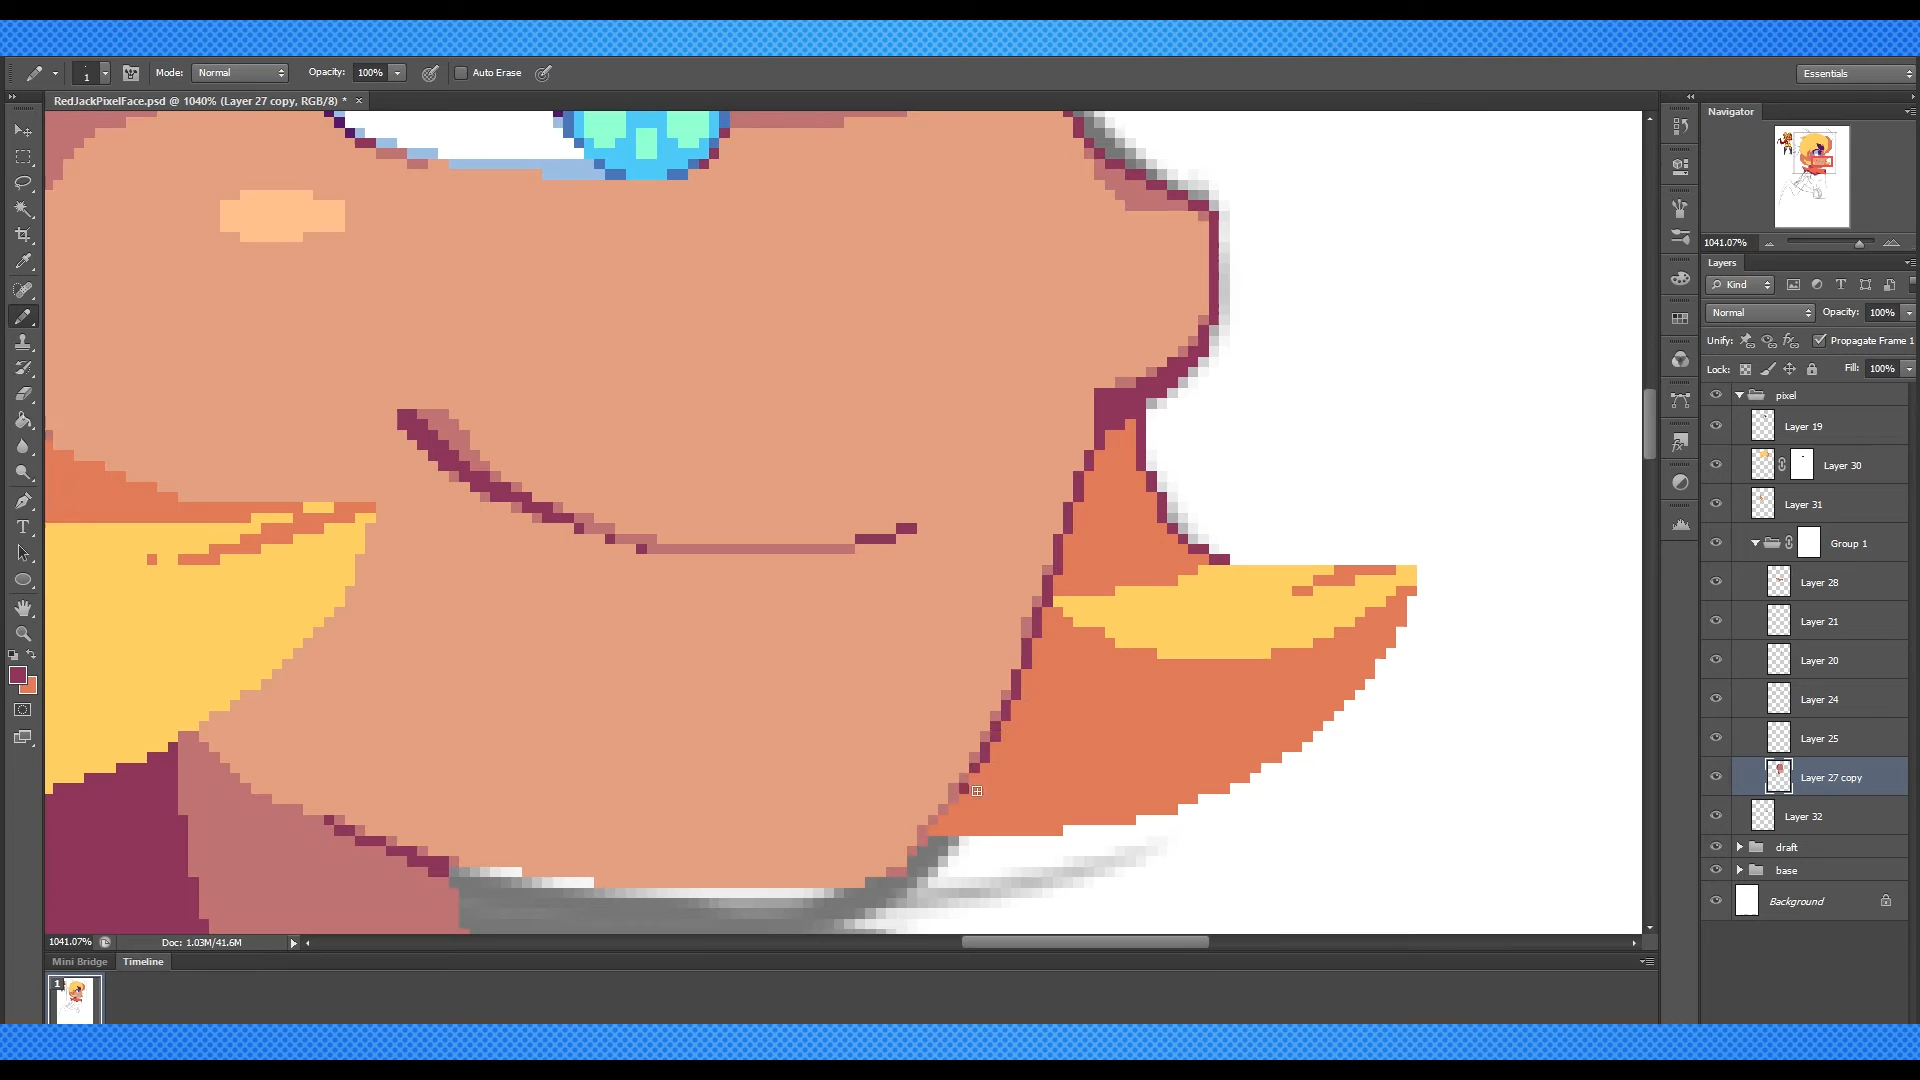 1
Mode:
Normal
Opacity:
100%
Auto Erase
Essentials
RedJackPixelFace.psd @ 1040% (Layer 27 copy, RGB/8) * ×
Navigator
1041.07%
Layers
Kind
T
Normal
Opacity:
100%
Unify:
Propagate Frame 1
Lock:
Fill:
100%
pixel
Layer 19
Layer 30
Layer 31
Group 1
Layer 28
Layer 21
Layer 20
Layer 24
Layer 25
Layer 27 copy
Layer 32
draft
base
Background
1041.07%
Doc: 1.03M/41.6M
Mini Bridge
Timeline
1